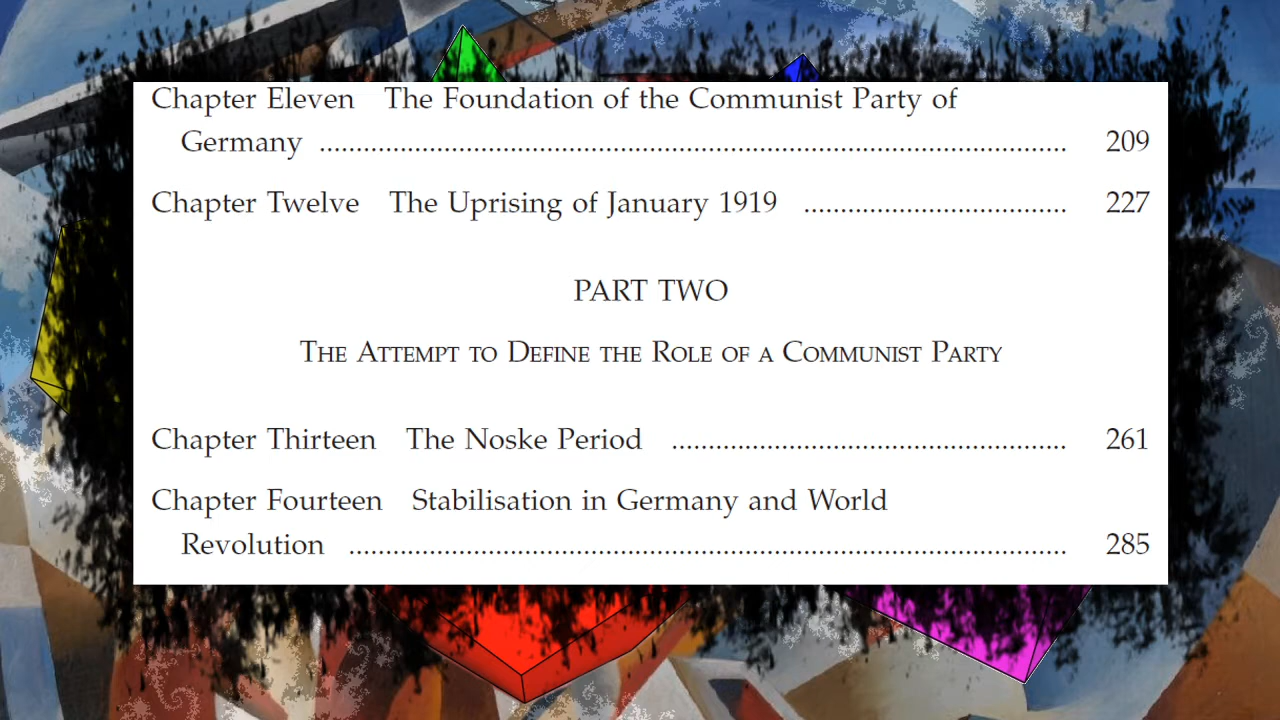 Chapter Eleven The Foundation of the Communist Party of
Germany ........................................................................................................ 209
Chapter Twelve The Uprising of January 1919 .................................... 227
PART TWO
The Attempt to Define the Role of a Communist Party
Chapter Thirteen The Noske Period ...................................................... 261
Chapter Fourteen Stabilisation in Germany and World
Revolution .................................................................................................... 285